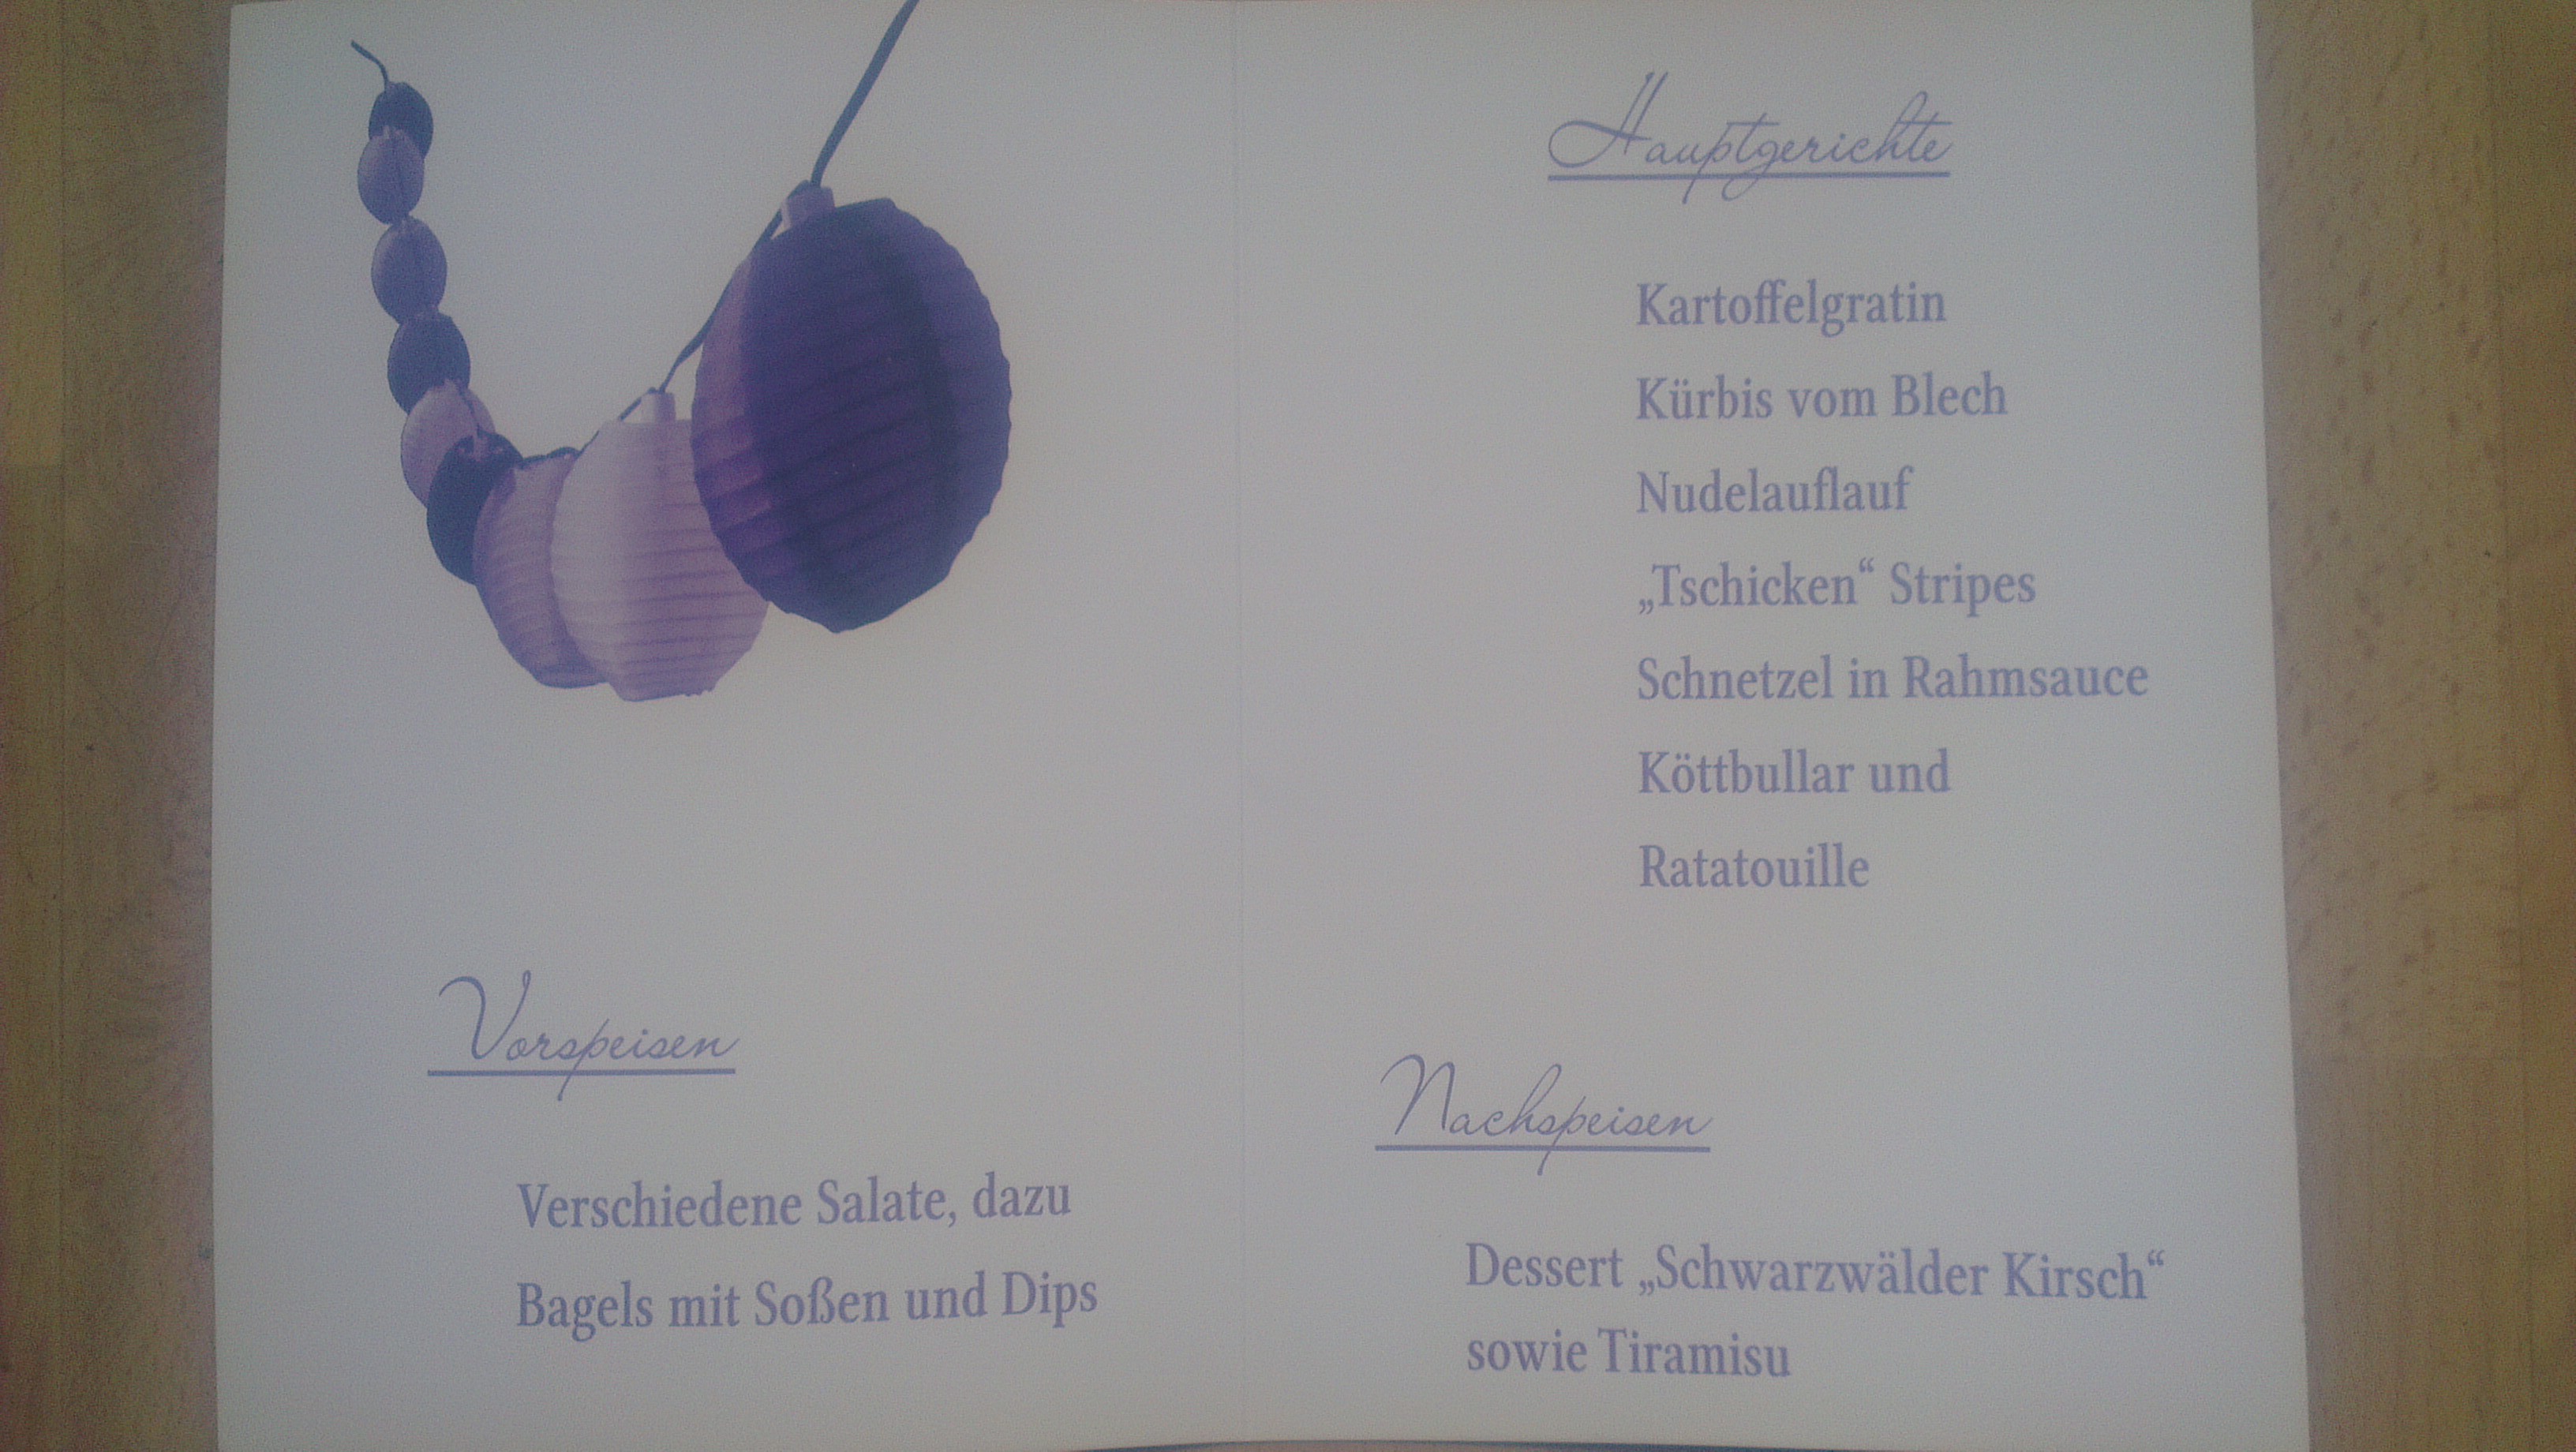 Vorspeisen
Verschiedene Salate, dazu
Bagels mit Soßen und Dips
Hauptgerichte
Kartoffelgratin
Kürbis vom Blech
Nudelauflauf
„Tschicken“ Stripes
Schnetzel in Rahmsauce
Köttbullar und
Ratatouille
Nachspeisen
Dessert „Schwarzwälder Kirsch“
sowie Tiramisu